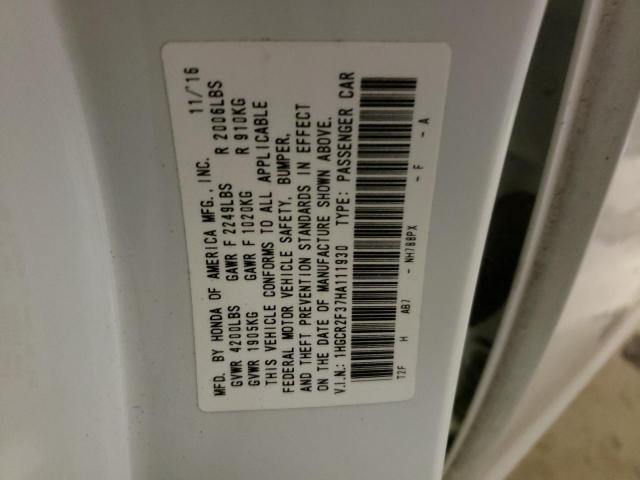 MFD. BY HONDA OF AMERICA MFG., INC. 11/'16
GVWR 4200LBS GAWR F 2249LBS R 2006LBS
GVWR 1905KG GAWR F 1020KG R 910KG
THIS VEHICLE CONFORMS TO ALL APPLICABLE
FEDERAL MOTOR VEHICLE SAFETY, BUMPER,
AND THEFT PREVENTION STANDARDS IN EFFECT
ON THE DATE OF MANUFACTURE SHOWN ABOVE.
V.I.N.: 1HGCR2F37HA111930 TYPE: PASSENGER CAR
T2F H AB7 - NH788PX - F - A